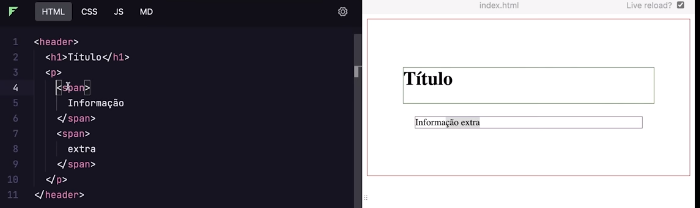 HTML CSS JS MD
index.html Live reload?
1 <header>
2 <h1>Título</h1>
3 <p>
4 <span>
5 Informação
6 </span>
7 <span>
8 extra
9 </span>
10 </p>
11 </header>
Título
Informação extra